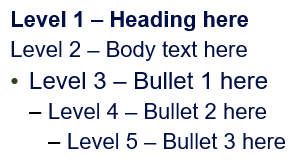 Level 1 – Heading here
Level 2 – Body text here
• Level 3 – Bullet 1 here
– Level 4 – Bullet 2 here
– Level 5 – Bullet 3 here